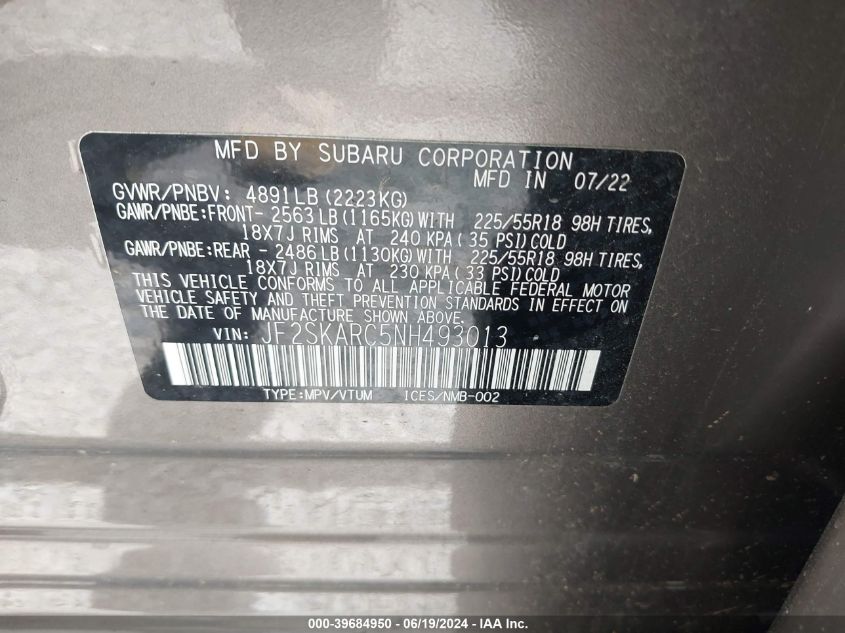 MFD BY SUBARU CORPORATION
MFD IN 07/22
GVWR/PNBV: 4891LB (2223KG)
GAWR/PNBE:FRONT- 2563 LB (1165KG) WITH 225/55R18 98H TIRES,
18X7J RIMS AT 240 KPA ( 35 PSI) COLD
GAWR/PNBE:REAR - 2486 LB (1130KG) WITH 225/55R18 98H TIRES,
18X7J RIMS AT 230 KPA ( 33 PSI) COLD
THIS VEHICLE CONFORMS TO ALL APPLICABLE FEDERAL MOTOR
VEHICLE SAFETY AND THEFT PREVENTION STANDARDS IN EFFECT ON
THE DATE OF MANUFACTURE SHOWN ABOVE.
VIN: JF2SKARC5NH493013
TYPE:MPV/VTUM ICES/NMB-002
000-39684950 - 06/19/2024 - IAAI.com